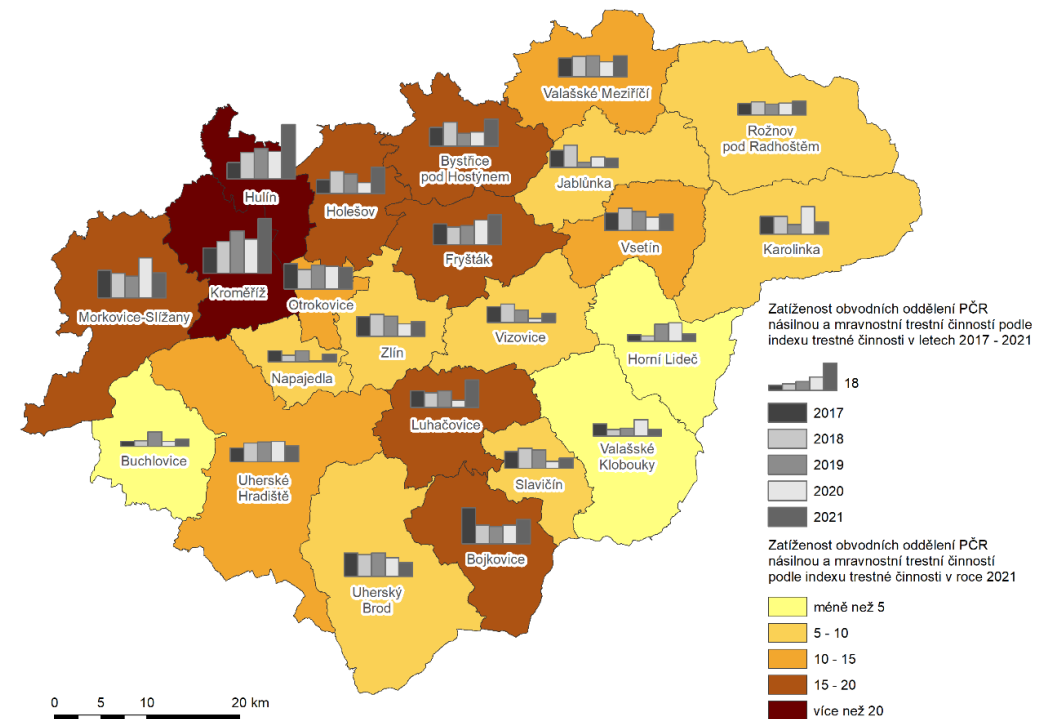 Valašské Meziříčí
Rožnov
pod Radhoštěm
Bystřice
pod Hostýnem
Jablůnka
Hulín
Holešov
Vsetín
Karolinka
Fryšták
Kroměříž
Otrokovice
Morkovice-Slížany
Zlín
Vizovice
Horní Lideč
Napajedla
Luhačovice
Buchlovice
Valašské
Klobouky
Uherské
Hradiště
Slavičín
Bojkovice
Uherský
Brod
Zatíženost obvodních oddělení PČR
násilnou a mravnostní trestní činností podle
indexu trestné činnosti v letech 2017 - 2021
18
2017
2018
2019
2020
2021
Zatíženost obvodních oddělení PČR
násilnou a mravnostní trestní činností
podle indexu trestné činnosti v roce 2021
méně než 5
5 - 10
10 - 15
15 - 20
více než 20
0 5 10 20 km